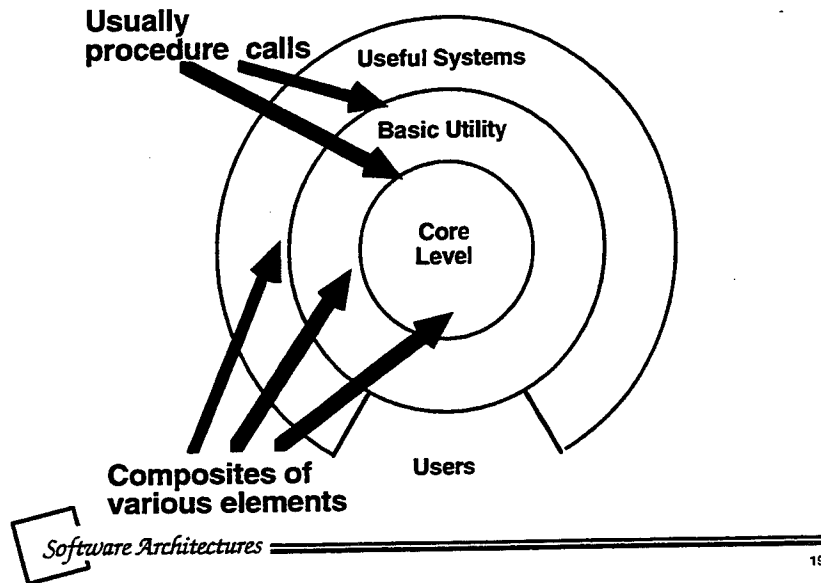 Usually
procedure calls
Useful Systems
Basic Utility
Core
Level
Composites of
various elements
Users
Software Architectures